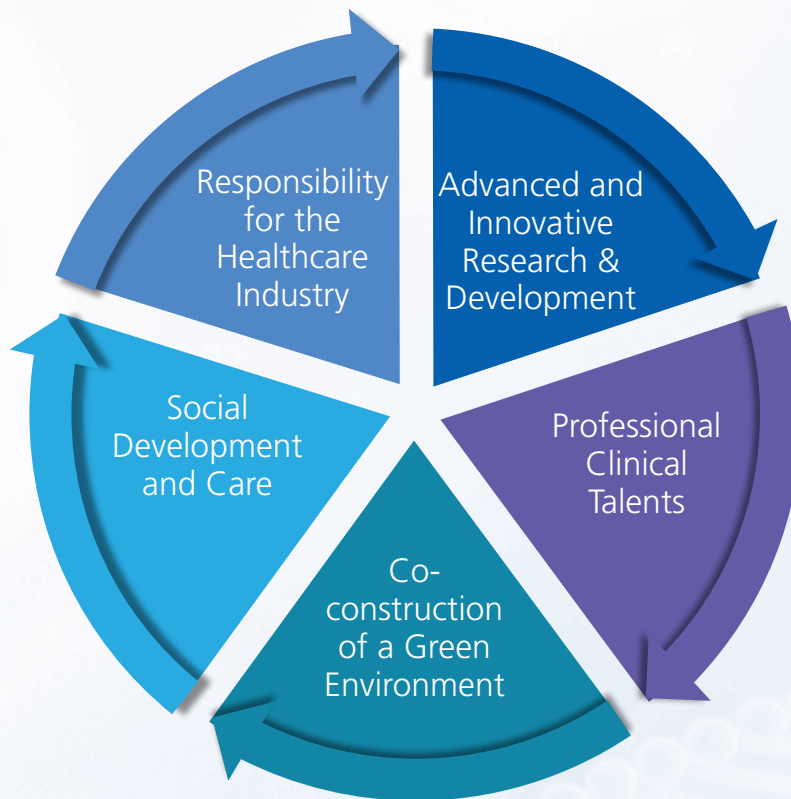 Responsibility
for the
Healthcare
Industry
Advanced and
Innovative
Research &
Development
Professional
Clinical
Talents
Co-
construction
of a Green
Environment
Social
Development
and Care